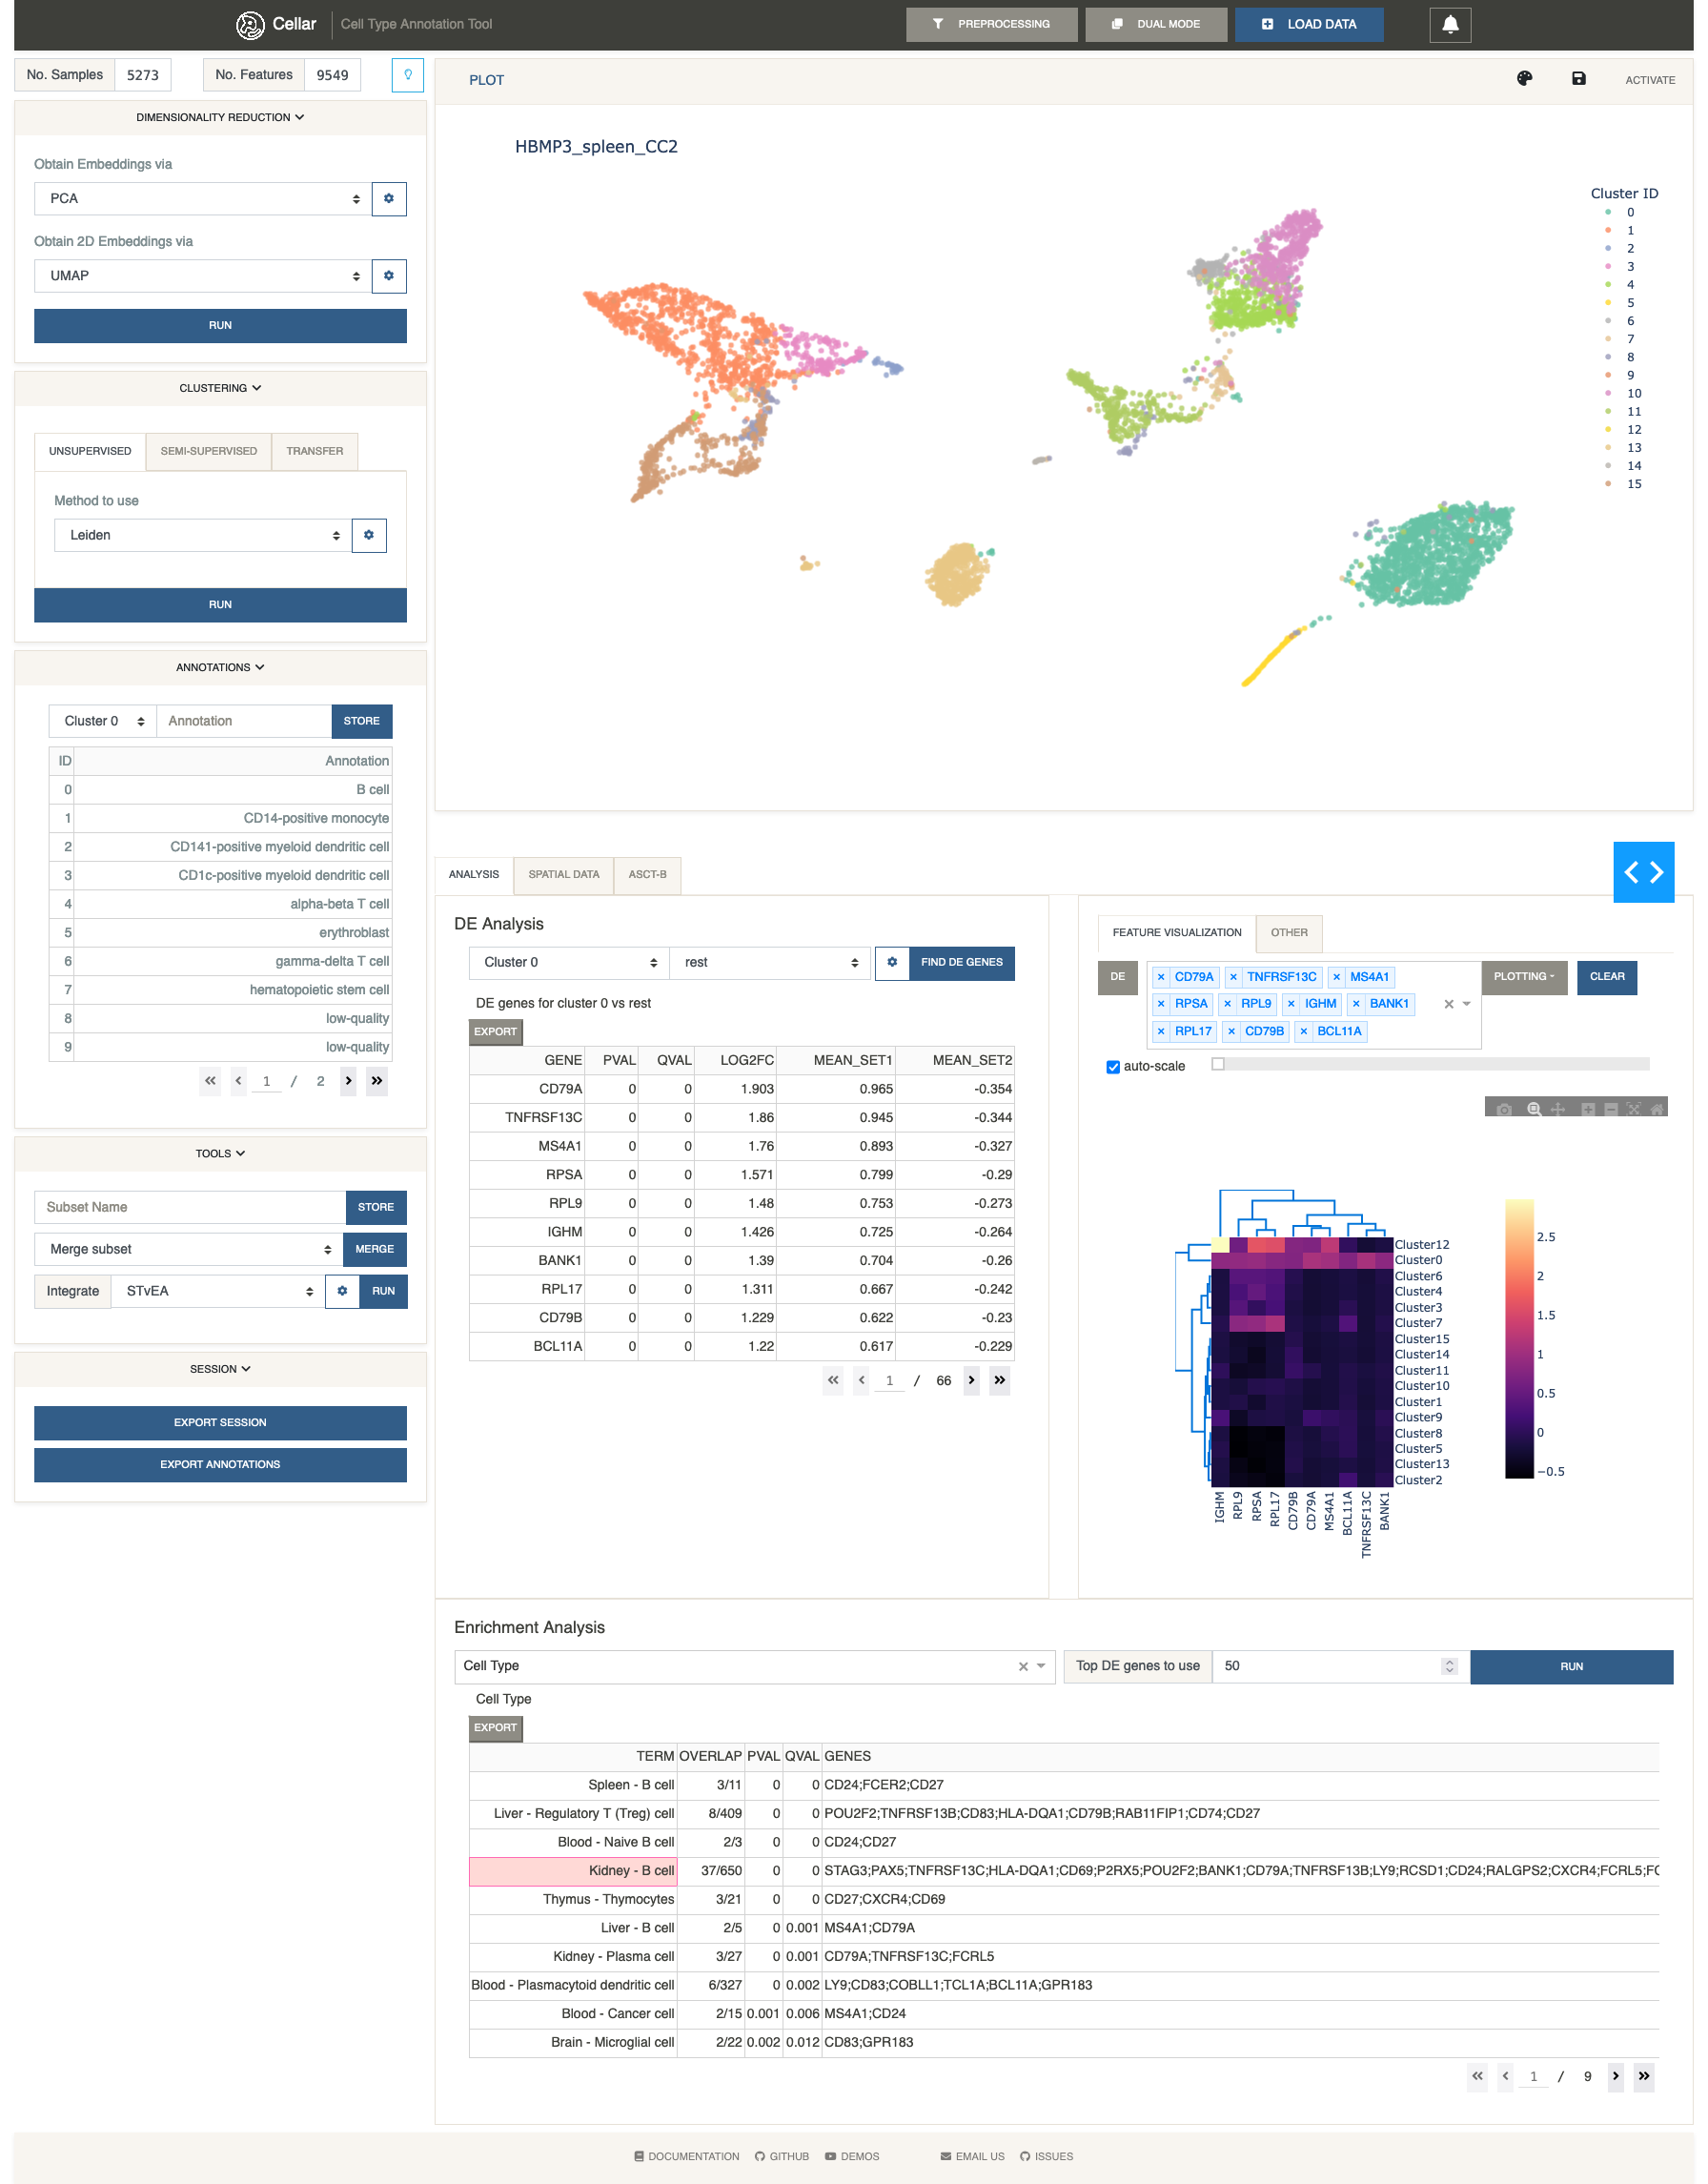 Cellar Cell Type Annotation Tool PREPROCESSING DUAL MODE LOAD DATA
No. Samples 5273 No. Features 9549
DIMENSIONALITY REDUCTION
Obtain Embeddings via
PCA
Obtain 2D Embeddings via
UMAP
RUN
CLUSTERING
UNSUPERVISED SEMI-SUPERVISED TRANSFER
Method to use
Leiden
RUN
ANNOTATIONS
Cluster 0 Annotation STORE
ID Annotation
0 B cell
1 CD14-positive monocyte
2 CD141-positive myeloid dendritic cell
3 CD1c-positive myeloid dendritic cell
4 alpha-beta T cell
5 erythroblast
6 gamma-delta T cell
7 hematopoietic stem cell
8 low-quality
9 low-quality
1 / 2
TOOLS
Subset Name STORE
Merge subset MERGE
Integrate STvEA RUN
SESSION
EXPORT SESSION
EXPORT ANNOTATIONS
PLOT ACTIVATE
HBMP3_spleen_CC2
Cluster ID
0
1
2
3
4
5
6
7
8
9
10
11
12
13
14
15
ANALYSIS SPATIAL DATA ASCT-B
DE Analysis
Cluster 0 rest FIND DE GENES
DE genes for cluster 0 vs rest
EXPORT
GENE PVAL QVAL LOG2FC MEAN_SET1 MEAN_SET2
CD79A 0 0 1.903 0.965 -0.354
TNFRSF13C 0 0 1.86 0.945 -0.344
MS4A1 0 0 1.76 0.893 -0.327
RPSA 0 0 1.571 0.799 -0.29
RPL9 0 0 1.48 0.753 -0.273
IGHM 0 0 1.426 0.725 -0.264
BANK1 0 0 1.39 0.704 -0.26
RPL17 0 0 1.311 0.667 -0.242
CD79B 0 0 1.229 0.622 -0.23
BCL11A 0 0 1.22 0.617 -0.229
1 / 66
FEATURE VISUALIZATION OTHER
DE × CD79A × TNFRSF13C × MS4A1 PLOTTING CLEAR
× RPSA × RPL9 × IGHM × BANK1 ×
× RPL17 × CD79B × BCL11A
auto-scale
Cluster12
Cluster0
Cluster6
Cluster4
Cluster3
Cluster7
Cluster15
Cluster14
Cluster11
Cluster10
Cluster1
Cluster9
Cluster8
Cluster5
Cluster13
Cluster2
IGHM RPL9 RPSA RPL17 CD79B CD79A MS4A1 BCL11A TNFRSF13C BANK1
2.5
2
1.5
1
0.5
0
−0.5
Enrichment Analysis
Cell Type × Top DE genes to use 50 RUN
Cell Type
EXPORT
TERM OVERLAP PVAL QVAL GENES
Spleen - B cell 3/11 0 0 CD24;FCER2;CD27
Liver - Regulatory T (Treg) cell 8/409 0 0 POU2F2;TNFRSF13B;CD83;HLA-DQA1;CD79B;RAB11FIP1;CD74;CD27
Blood - Naive B cell 2/3 0 0 CD24;CD27
Kidney - B cell 37/650 0 0 STAG3;PAX5;TNFRSF13C;HLA-DQA1;CD69;P2RX5;POU2F2;BANK1;CD79A;TNFRSF13B;LY9;RCSD1;CD24;RALGPS2;CXCR4;FCRL5;
Thymus - Thymocytes 3/21 0 0 CD27;CXCR4;CD69
Liver - B cell 2/5 0 0.001 MS4A1;CD79A
Kidney - Plasma cell 3/27 0 0.001 CD79A;TNFRSF13C;FCRL5
Blood - Plasmacytoid dendritic cell 6/327 0 0.002 LY9;CD83;COBLL1;TCL1A;BCL11A;GPR183
Blood - Cancer cell 2/15 0.001 0.006 MS4A1;CD24
Brain - Microglial cell 2/22 0.002 0.012 CD83;GPR183
1 / 9
DOCUMENTATION GITHUB DEMOS EMAIL US ISSUES